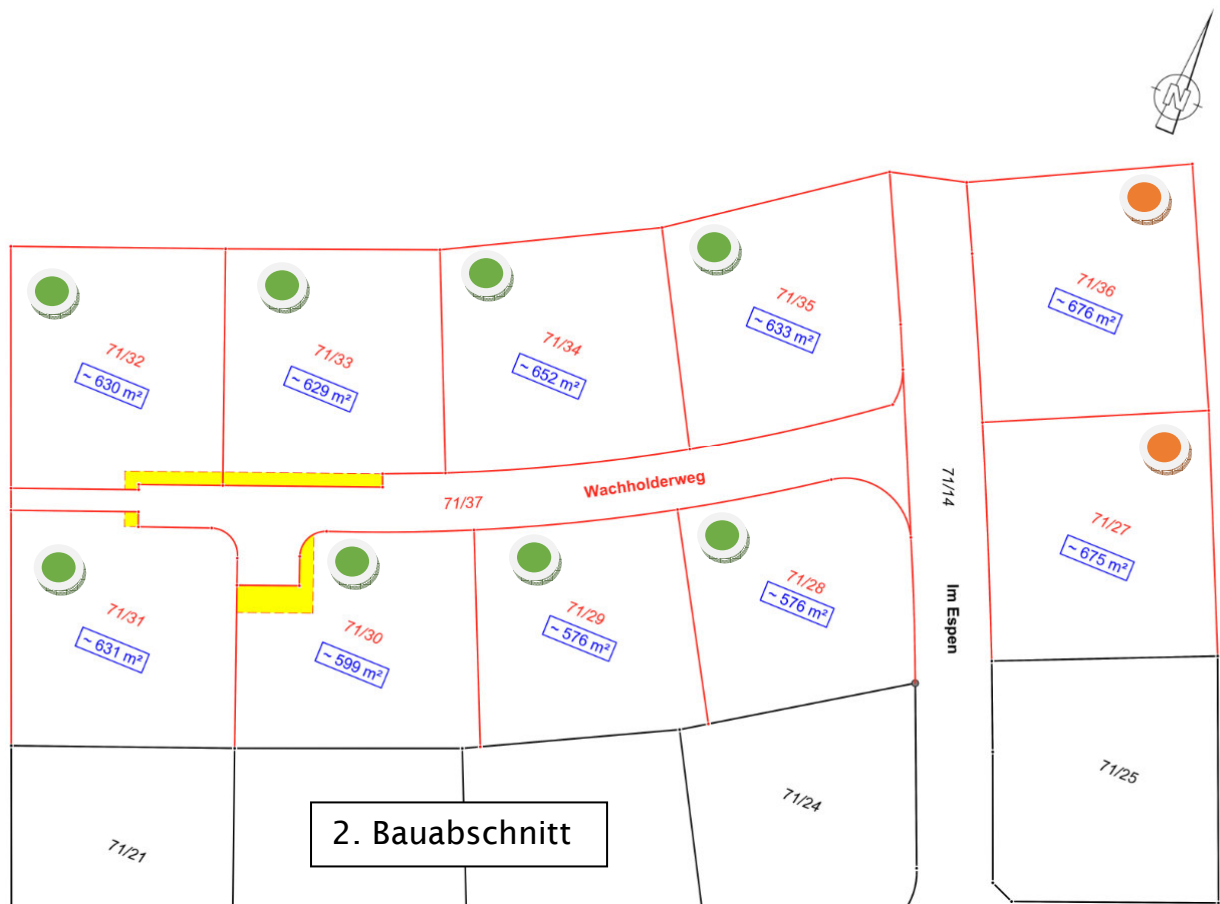 N
71/36
~ 676 m²
71/35
~ 633 m²
71/34
~ 652 m²
71/33
~ 629 m²
71/32
~ 630 m²
Wachholderweg
71/37
71/14
71/27
~ 675 m²
71/28
~ 576 m²
71/29
~ 576 m²
71/30
~ 599 m²
71/31
~ 631 m²
Im Espen
71/25
71/24
71/21
2. Bauabschnitt